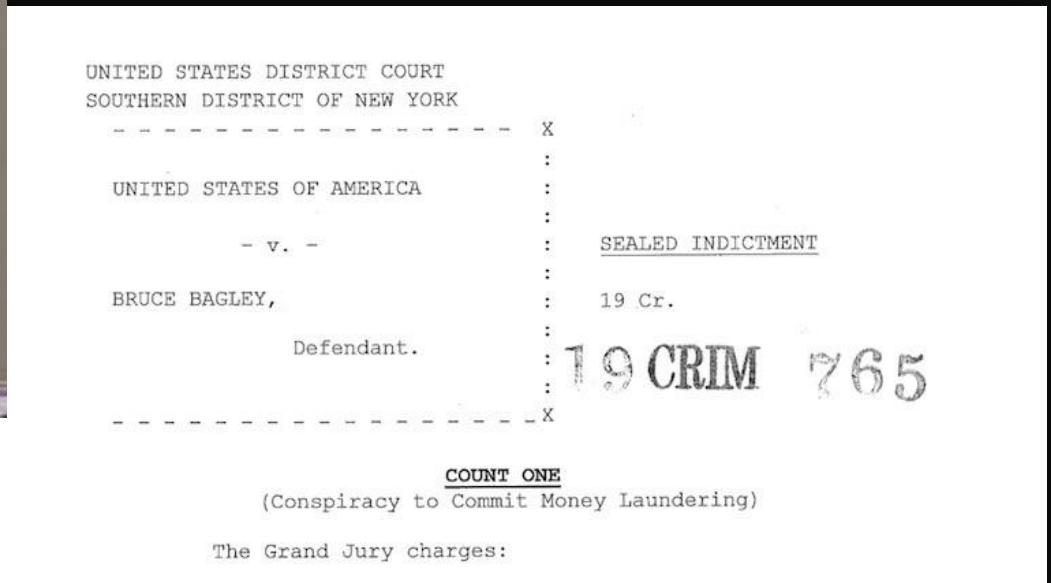 UNITED STATES DISTRICT COURT
SOUTHERN DISTRICT OF NEW YORK
- - - - - - - - - - - - - - - - X
:
UNITED STATES OF AMERICA :
:
- v. - : SEALED INDICTMENT
:
BRUCE BAGLEY, : 19 Cr.
:
Defendant. :
19 CRIM 765
:
- - - - - - - - - - - - - - - - - X
COUNT ONE
(Conspiracy to Commit Money Laundering)
The Grand Jury charges: